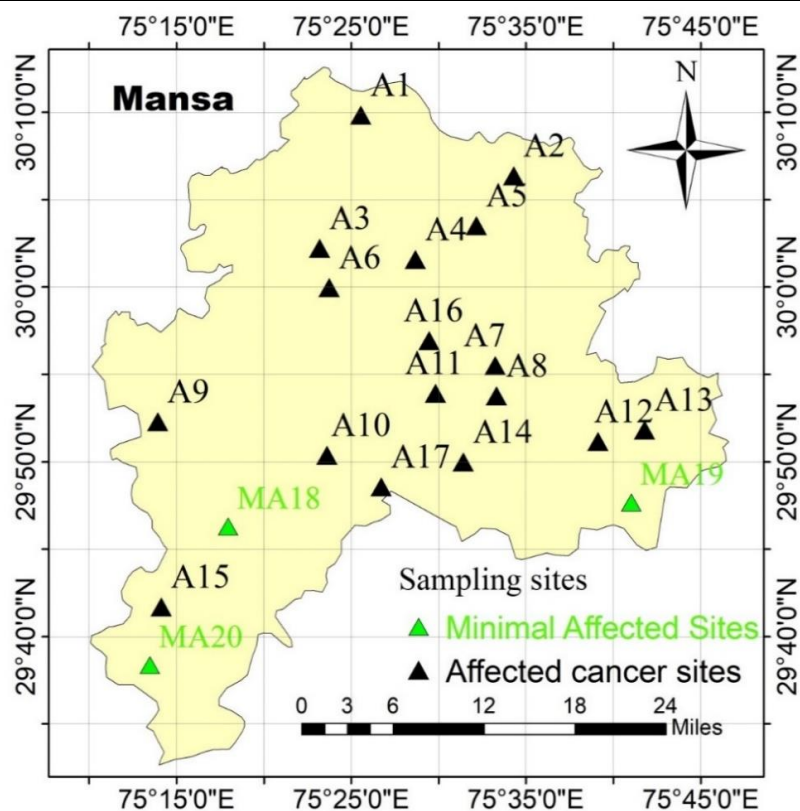 75°15'0"E 75°25'0"E 75°35'0"E 75°45'0"E
Mansa
N
A1
30°10'0"N 30°10'0"N
A2
A5
A3
A4
A6
30°0'0"N 30°0'0"N
A16
A7
A11
A8
A9
A12
A13
A10
A14
A17
29°50'0"N 29°50'0"N
MA19
MA18
A15
Sampling sites
Minimal Affected Sites
MA20
29°40'0"N 29°40'0"N
Affected cancer sites
0 3 6 12 18 24
Miles
75°15'0"E 75°25'0"E 75°35'0"E 75°45'0"E